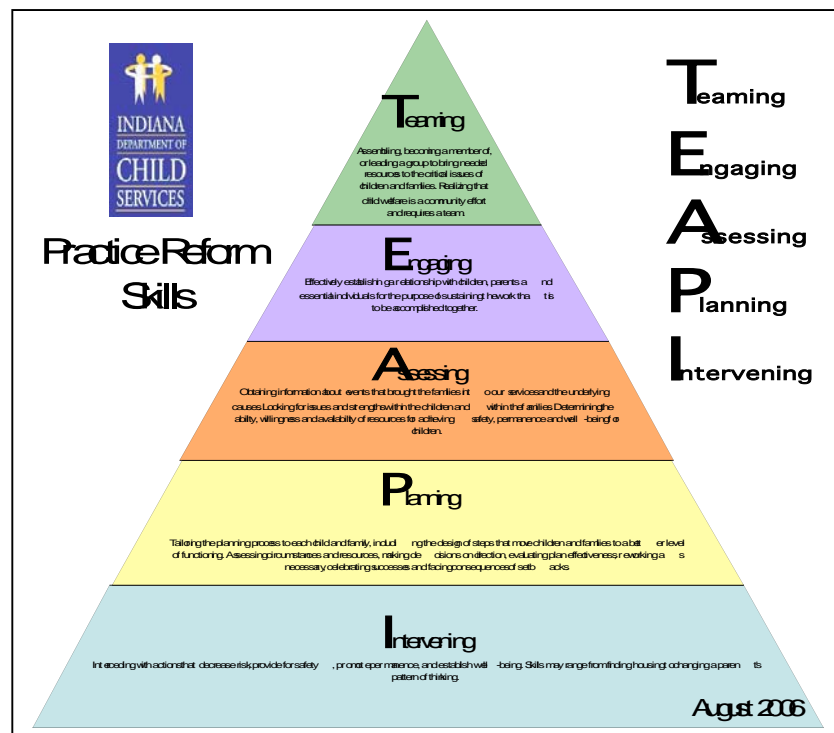 INDIANA
DEPARTMENT OF
CHILD
SERVICES
Practice Reform
Skills
Teaming
Engaging
Assessing
Planning
Intervening
Teaming
Assembling, becoming a member of,
or leading a group to bring needed
resources to the critical issues of
children and families. Realizing that
child welfare is a community effort
and requires a team.
Engaging
Effectively establishing a relationship with children, parents and
essential individuals for the purpose of sustaining the work that is
to be accomplished together.
Assessing
Obtaining information about events that brought the families into our services and the underlying
causes. Looking for issues and strengths within the children and within the families. Determining the
ability, willingness and availability of resources for achieving safety, permanence and well-being for
children.
Planning
Tailoring the planning process to each child and family, including the design of steps that move children and families to a better level
of functioning. Assessing circumstances and resources, making decisions on direction, evaluating plan effectiveness, reworking as
necessary, celebrating successes and facing consequences of setbacks.
Intervening
Interceding with actions that decrease risk, provide for safety, promote permanence, and establish well-being. Skills may range from finding housing to changing a parent's
pattern of thinking.
August 2006